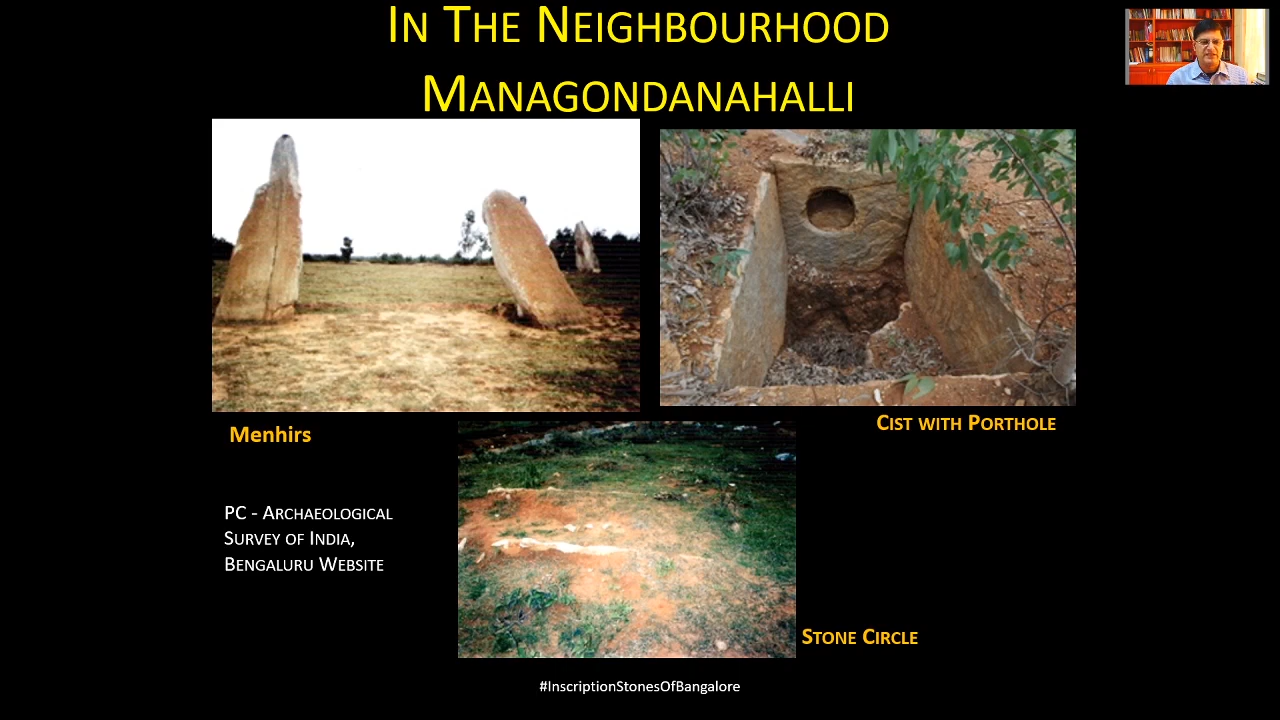 In The Neighbourhood
Managondanahalli
Menhirs
Cist with Porthole
PC - Archaeological
Survey of India,
Bengaluru Website
Stone Circle
#InscriptionStonesOfBangalore